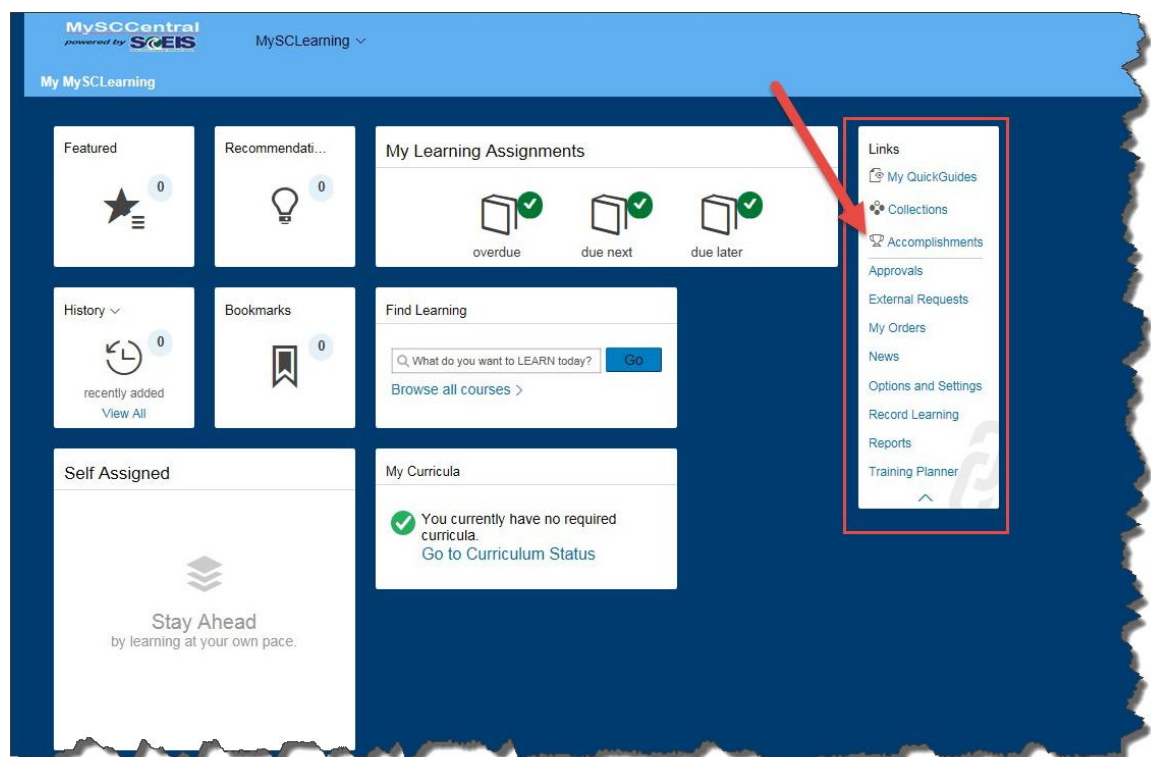 MySCCentral
powered by SCEIS
MySCLearning
My MySCLearning
Featured
0
Recommendati...
0
My Learning Assignments
overdue
due next
due later
History
0
recently added
View All
Bookmarks
0
Find Learning
What do you want to LEARN today?
Go
Browse all courses >
Self Assigned
Stay Ahead
by learning at your own pace.
My Curricula
You currently have no required
curricula.
Go to Curriculum Status
Links
My QuickGuides
Collections
Accomplishments
Approvals
External Requests
My Orders
News
Options and Settings
Record Learning
Reports
Training Planner